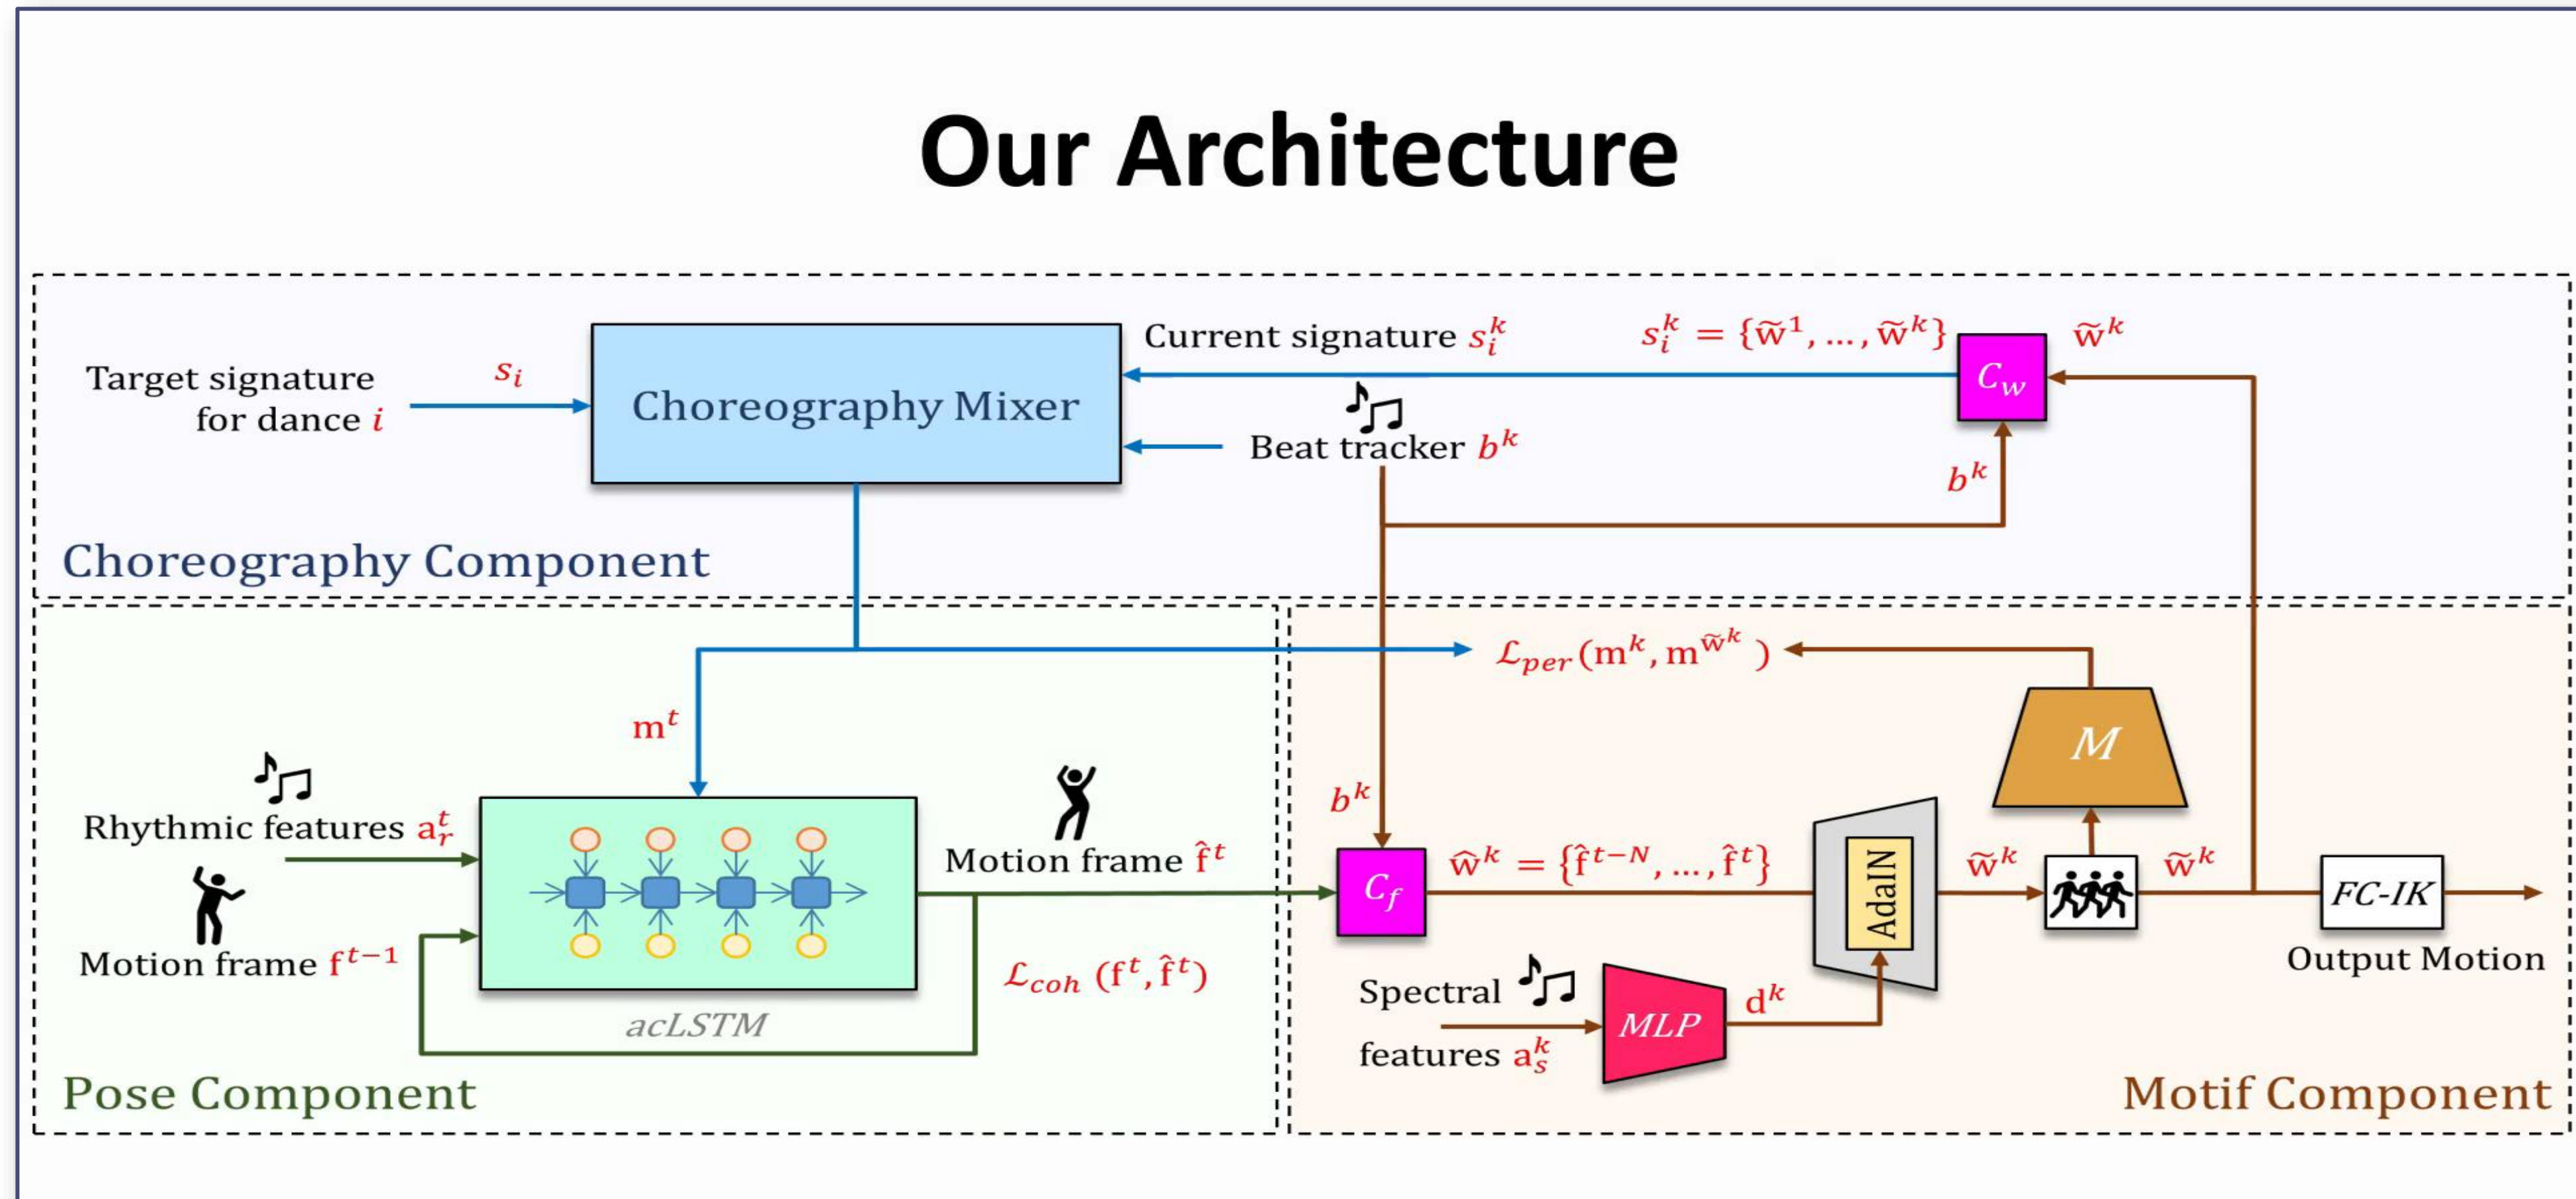 Our Architecture
Target signature
for dance i
s_i
Choreography Mixer
Current signature s_i^k
s_i^k = {w̃^1, ..., w̃^k}
C_w
w̃^k
Beat tracker b^k
b^k
Choreography Component
m^t
ℒ_per(m^k, m^w̃^k)
M
Rhythmic features a_r^t
Motion frame f^t−1
acLSTM
Motion frame f̂^t
ℒ_coh (f^t, f̂^t)
Pose Component
b^k
C_f
ŵ^k = {f̂^t−N, ..., f̂^t}
AdaIN
w̃^k
w̃^k
FC-IK
Output Motion
Spectral
features a_s^k
MLP
d^k
Motif Component